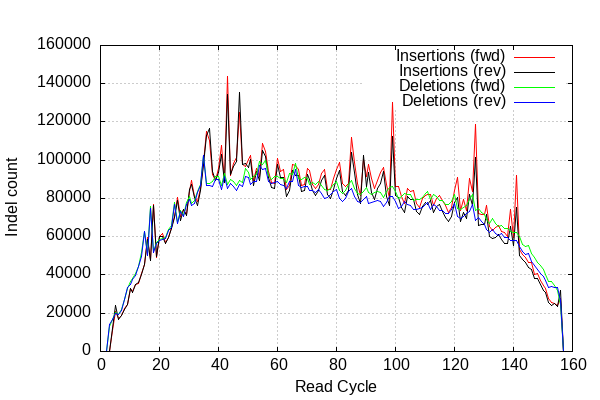 160000
140000
120000
100000
80000
60000
40000
20000
0
Indel count
Insertions (fwd)
Insertions (rev)
Deletions (fwd)
Deletions (rev)
0 20 40 60 80 100 120 140 160
Read Cycle